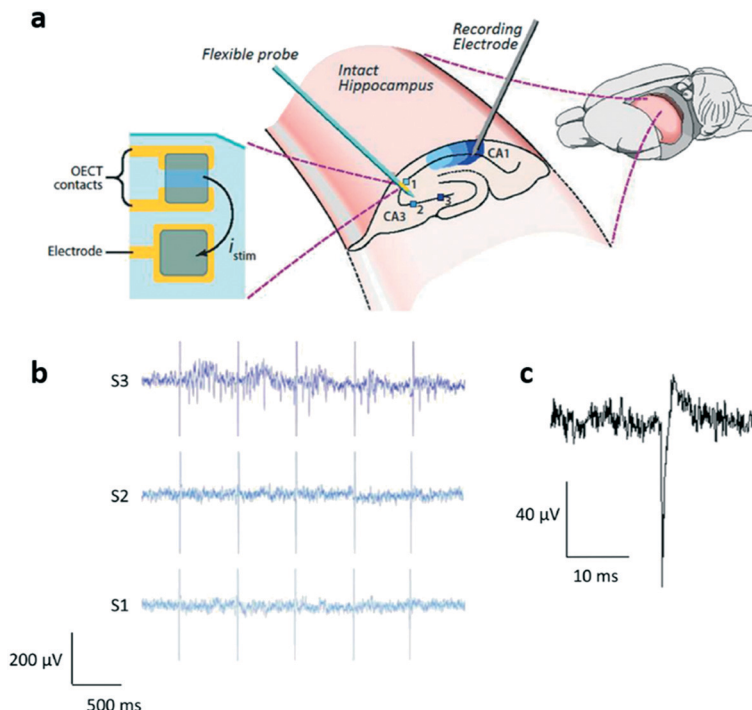 a
Flexible probe
Recording
Electrode
Intact
Hippocampus
OECT
contacts
Electrode
i stim
CA1
CA3
1
2
3
b
S3
S2
S1
200 µV
500 ms
c
40 µV
10 ms